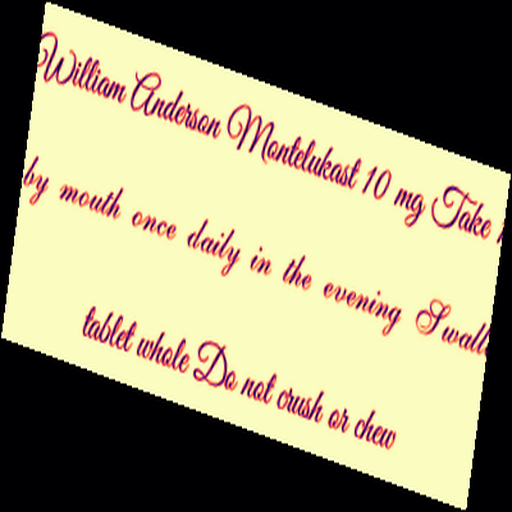 William Anderson Montelukast 10 mg Take
by mouth once daily in the evening
tablet whole Do not crush or chew